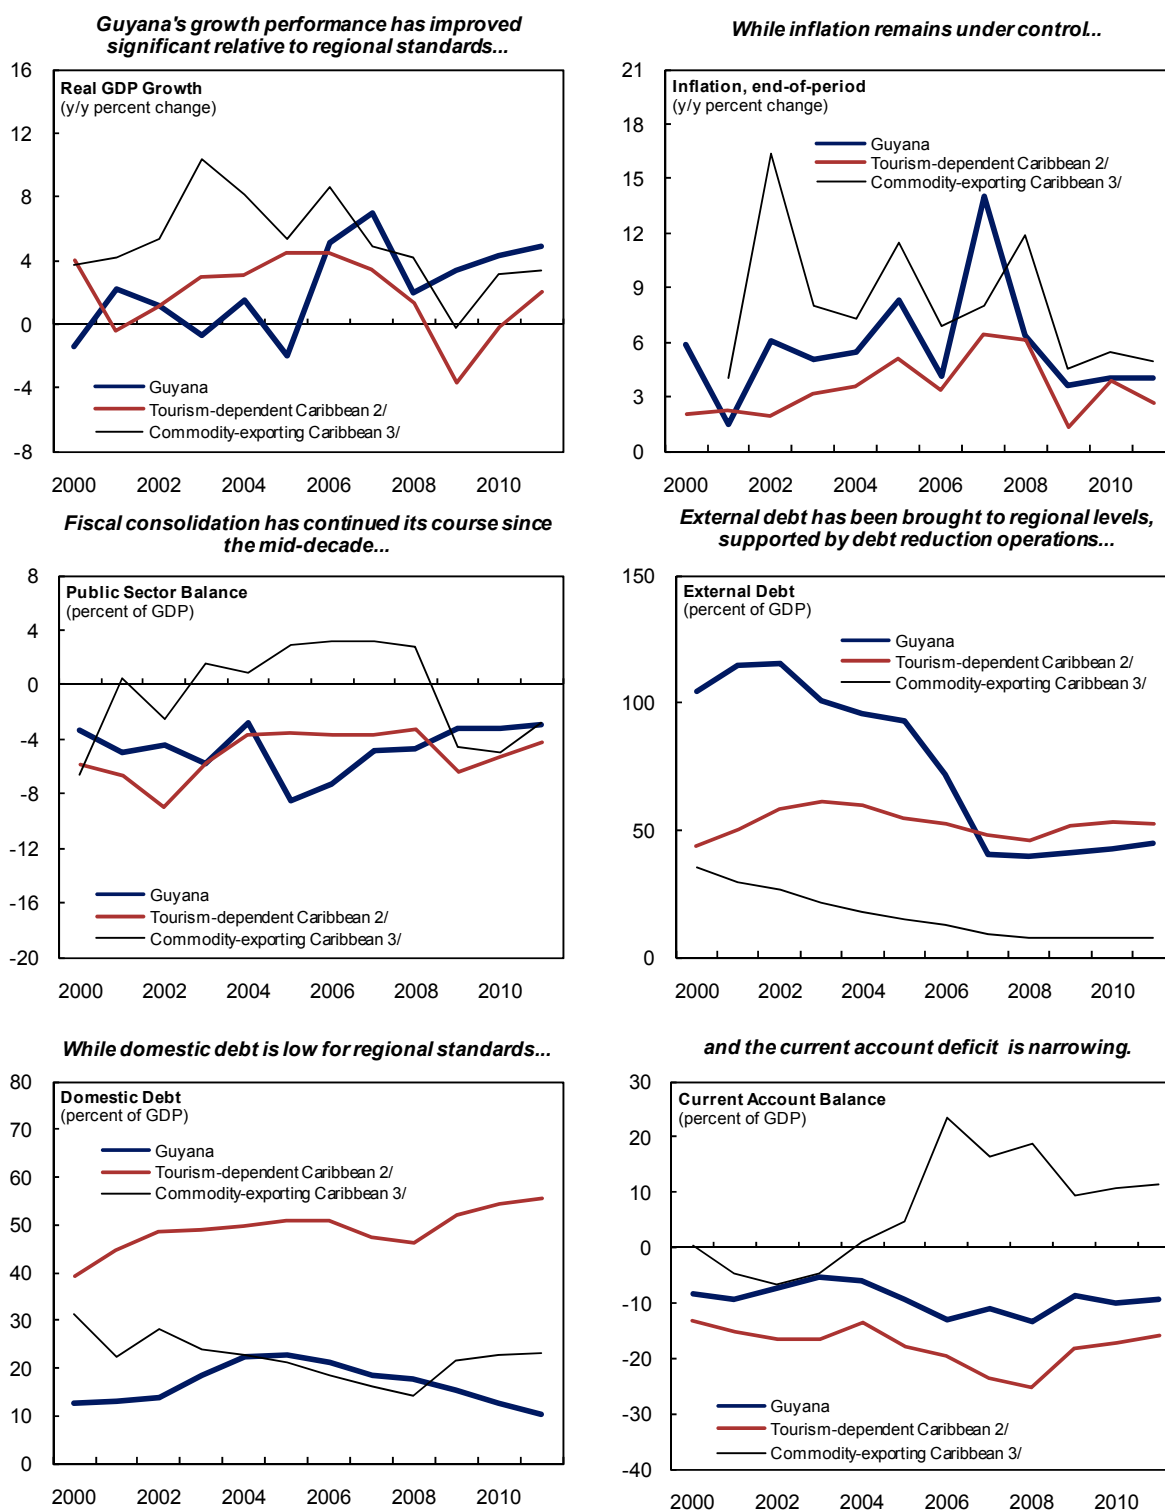 Guyana's growth performance has improved
significant relative to regional standards...
16
12
8
4
0
-4
-8
Real GDP Growth
(y/y percent change)
Guyana
Tourism-dependent Caribbean 2/
Commodity-exporting Caribbean 3/
2000 2002 2004 2006 2008 2010
While inflation remains under control...
21
18
15
12
9
6
3
0
Inflation, end-of-period
(y/y percent change)
Guyana
Tourism-dependent Caribbean 2/
Commodity-exporting Caribbean 3/
2000 2002 2004 2006 2008 2010
Fiscal consolidation has continued its course since
the mid-decade...
8
4
0
-4
-8
-12
-16
-20
Public Sector Balance
(percent of GDP)
Guyana
Tourism-dependent Caribbean 2/
Commodity-exporting Caribbean 3/
2000 2002 2004 2006 2008 2010
External debt has been brought to regional levels,
supported by debt reduction operations...
150
100
50
0
External Debt
(percent of GDP)
Guyana
Tourism-dependent Caribbean 2/
Commodity-exporting Caribbean 3/
2000 2002 2004 2006 2008 2010
While domestic debt is low for regional standards...
80
70
60
50
40
30
20
10
0
Domestic Debt
(percent of GDP)
Guyana
Tourism-dependent Caribbean 2/
Commodity-exporting Caribbean 3/
2000 2002 2004 2006 2008 2010
and the current account deficit is narrowing.
30
20
10
0
-10
-20
-30
-40
Current Account Balance
(percent of GDP)
Guyana
Tourism-dependent Caribbean 2/
Commodity-exporting Caribbean 3/
2000 2002 2004 2006 2008 2010